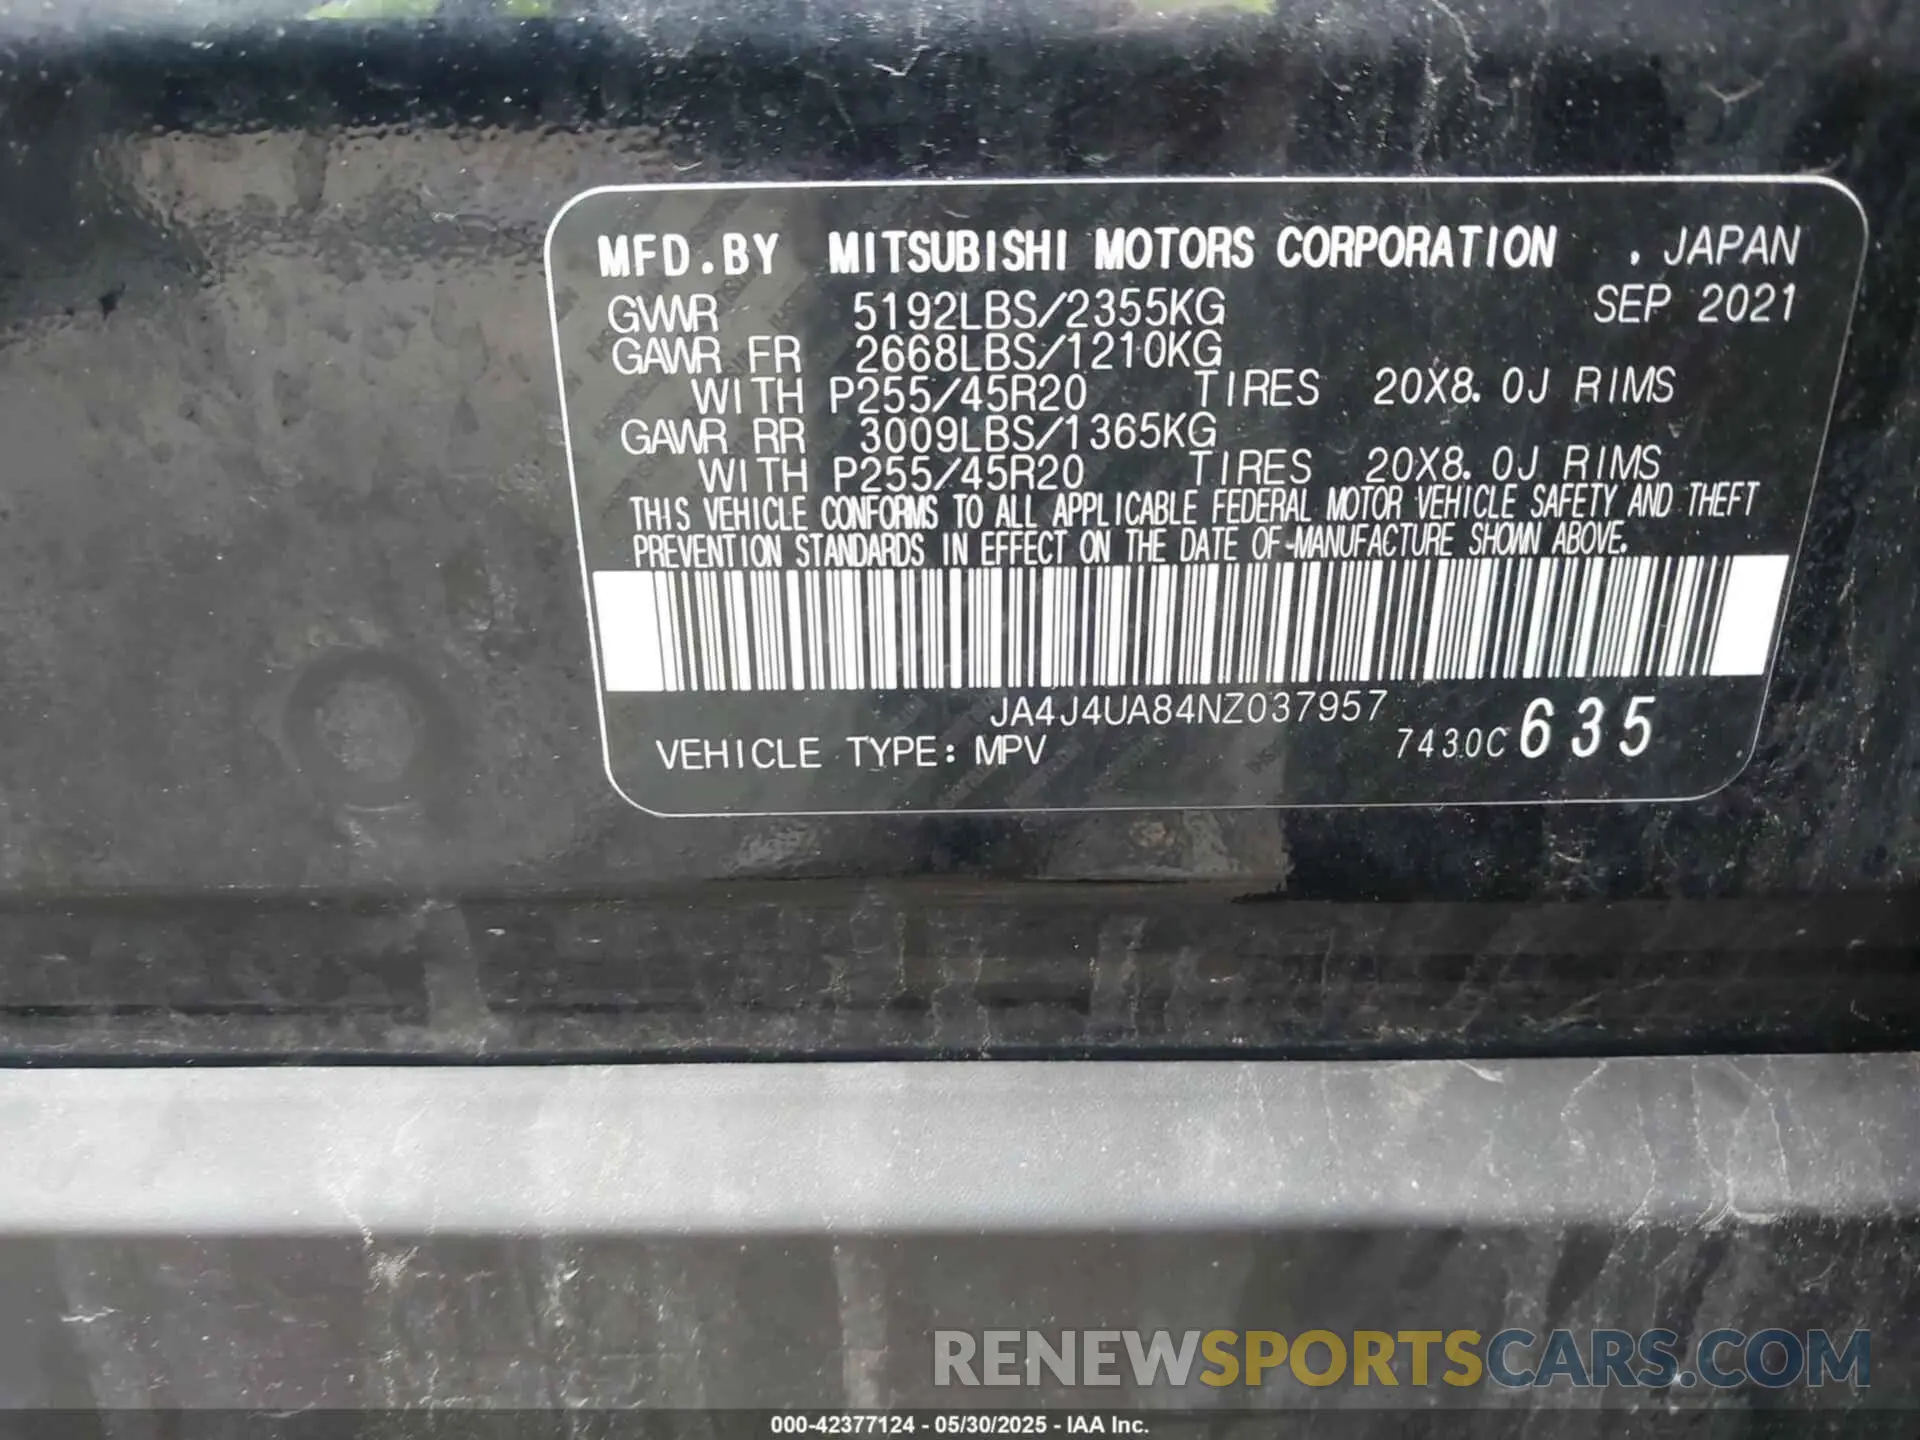 MFD.BY MITSUBISHI MOTORS CORPORATION , JAPAN
GVWR 5192LBS/2355KG SEP 2021
GAWR FR 2668LBS/1210KG
WITH P255/45R20 TIRES 20X8.0J RIMS
GAWR RR 3009LBS/1365KG
WITH P255/45R20 TIRES 20X8.0J RIMS
THIS VEHICLE CONFORMS TO ALL APPLICABLE FEDERAL MOTOR VEHICLE SAFETY AND THEFT
PREVENTION STANDARDS IN EFFECT ON THE DATE OF MANUFACTURE SHOWN ABOVE.
JA4J4UA84NZ037957
VEHICLE TYPE: MPV 7430C 635
RENEWSPORTSCARS.COM
000-42377124 - 05/30/2025 - IAA Inc.